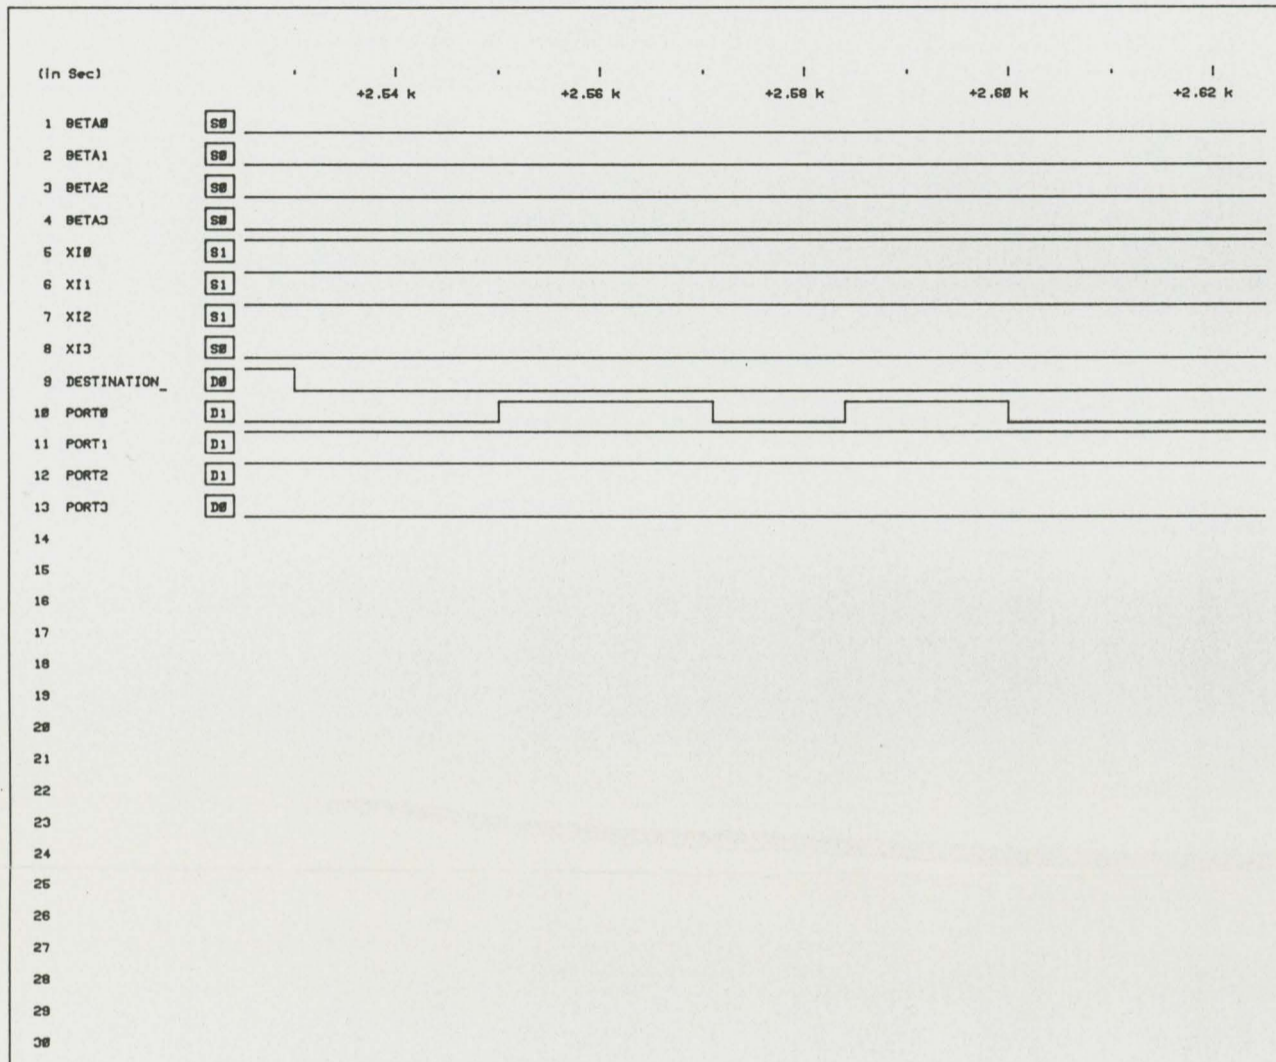 (in Sec)
+2.54 k +2.56 k +2.58 k +2.60 k +2.62 k
1 BETA0 S0
2 BETA1 S0
3 BETA2 S0
4 BETA3 S0
5 XI0 S1
6 XI1 S1
7 XI2 S1
8 XI3 S0
9 DESTINATION_ D0
10 PORT0 D1
11 PORT1 D1
12 PORT2 D1
13 PORT3 D0
14
15
16
17
18
19
20
21
22
23
24
25
26
27
28
29
30